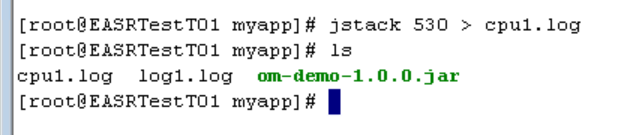 [root@EASRTestT01 myapp]# jstack 530 > cpu1.log
[root@EASRTestT01 myapp]# ls
cpu1.log  log1.log  om-demo-1.0.0.jar
[root@EASRTestT01 myapp]#